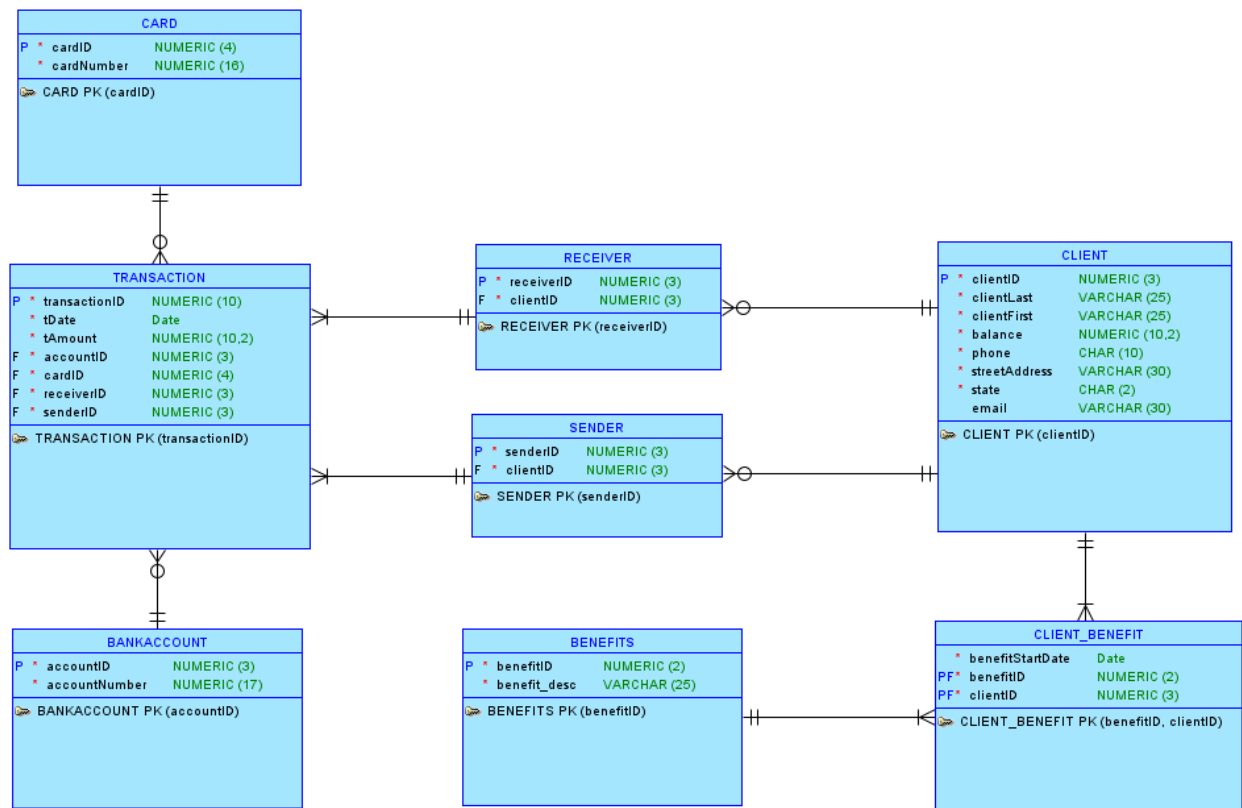 CARD
P * cardID NUMERIC (4)
* cardNumber NUMERIC (16)
CARD PK (cardID)
TRANSACTION
P * transactionID NUMERIC (10)
* tDate Date
* tAmount NUMERIC (10,2)
F * accountID NUMERIC (3)
F * cardID NUMERIC (4)
F * receiverID NUMERIC (3)
F * senderID NUMERIC (3)
TRANSACTION PK (transactionID)
RECEIVER
P * receiverID NUMERIC (3)
F * clientID NUMERIC (3)
RECEIVER PK (receiverID)
CLIENT
P * clientID NUMERIC (3)
* clientLast VARCHAR (25)
* clientFirst VARCHAR (25)
* balance NUMERIC (10,2)
* phone CHAR (10)
* streetAddress VARCHAR (30)
* state CHAR (2)
email VARCHAR (30)
CLIENT PK (clientID)
SENDER
P * senderID NUMERIC (3)
F * clientID NUMERIC (3)
SENDER PK (senderID)
BANKACCOUNT
P * accountID NUMERIC (3)
* accountNumber NUMERIC (17)
BANKACCOUNT PK (accountID)
BENEFITS
P * benefitID NUMERIC (2)
* benefit_desc VARCHAR (25)
BENEFITS PK (benefitID)
CLIENT_BENEFIT
* benefitStartDate Date
PF* benefitID NUMERIC (2)
PF* clientID NUMERIC (3)
CLIENT_BENEFIT PK (benefitID, clientID)